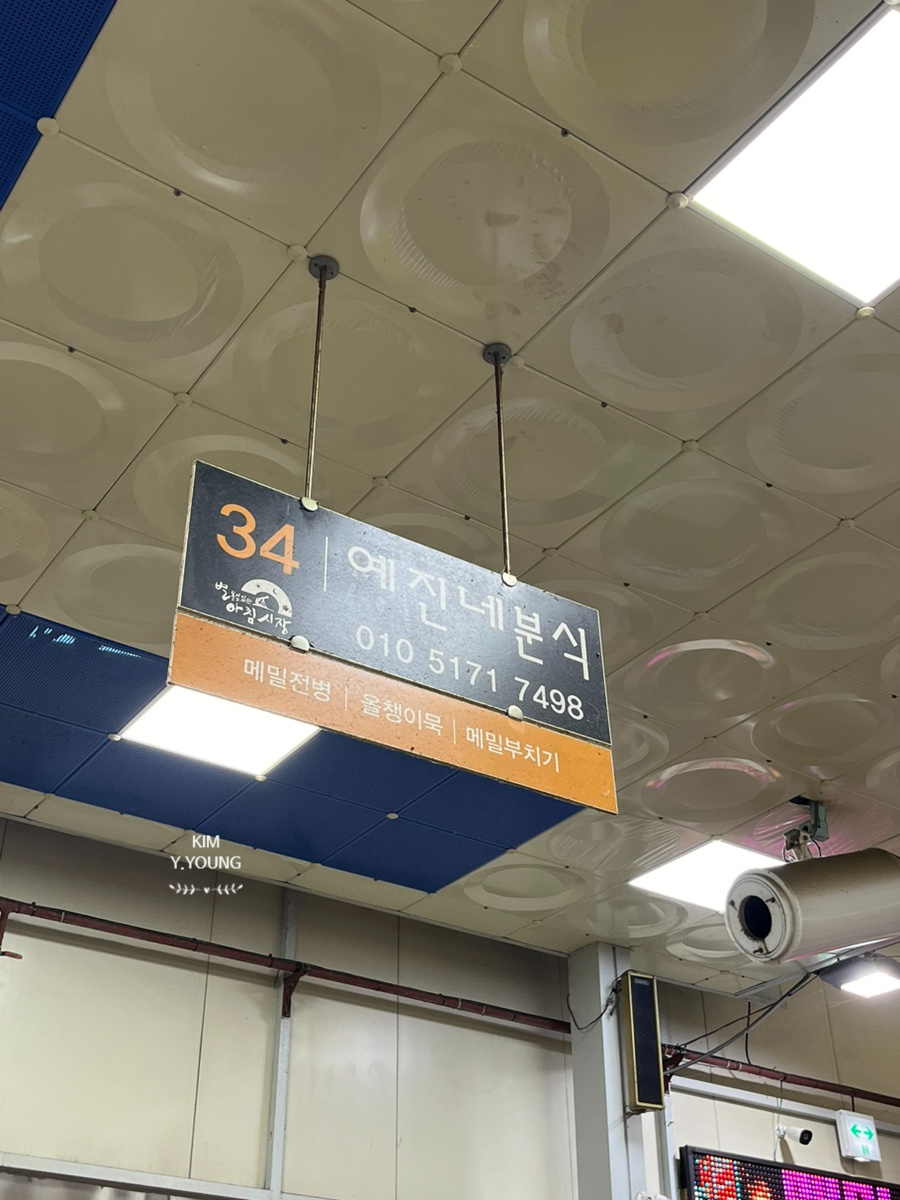 34
예진네분식
별
아침시장
010 5171 7498
메밀전병 | 올챙이묵 | 메밀부치기
KIM
Y.YOUNG